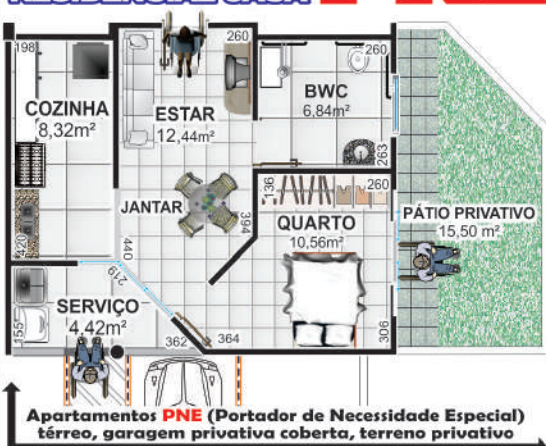 198
260
260
COZINHA
8,32m²
ESTAR
12,44m²
BWC
6,84m²
263
136
260
JANTAR
394
QUARTO
10,56m²
PÁTIO PRIVATIVO
15,50 m²
420
440
219
SERVIÇO
4,42m²
155
362
364
306
Apartamentos PNE (Portador de Necessidade Especial)
térreo, garagem privativa coberta, terreno privativo